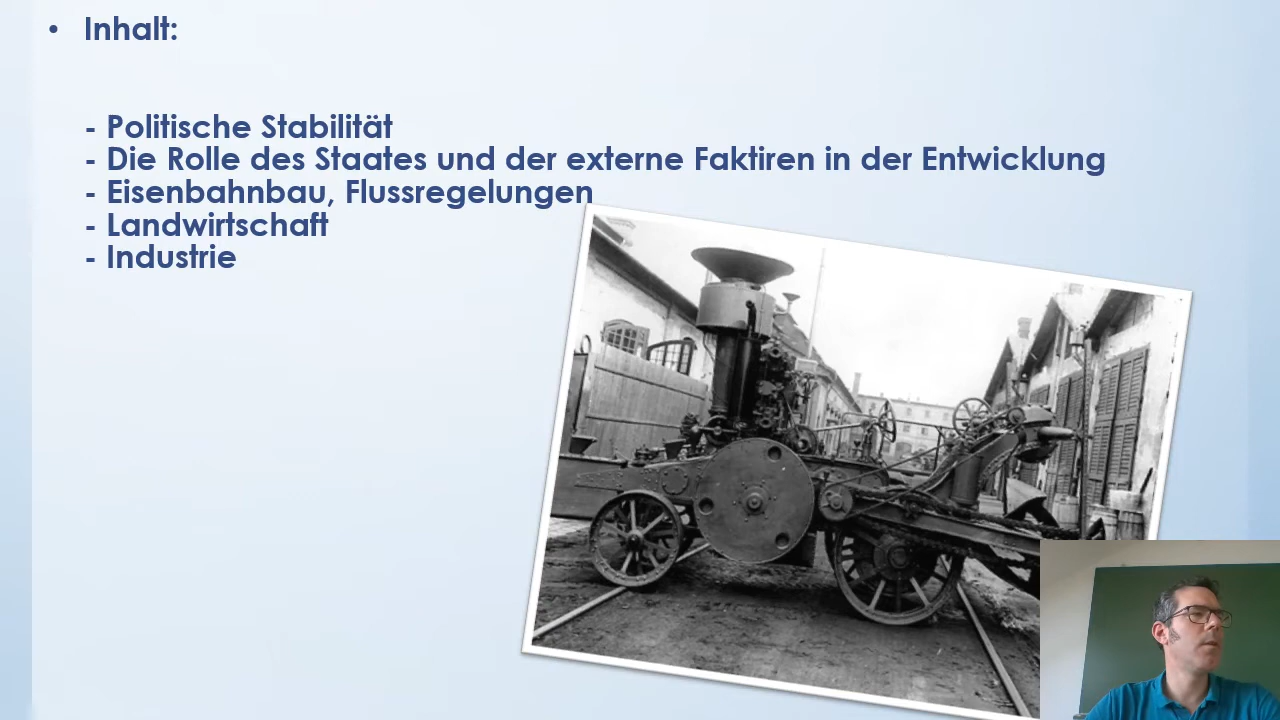 • Inhalt:
- Politische Stabilität
- Die Rolle des Staates und der externe Faktiren in der Entwicklung
- Eisenbahnbau, Flussregelungen
- Landwirtschaft
- Industrie